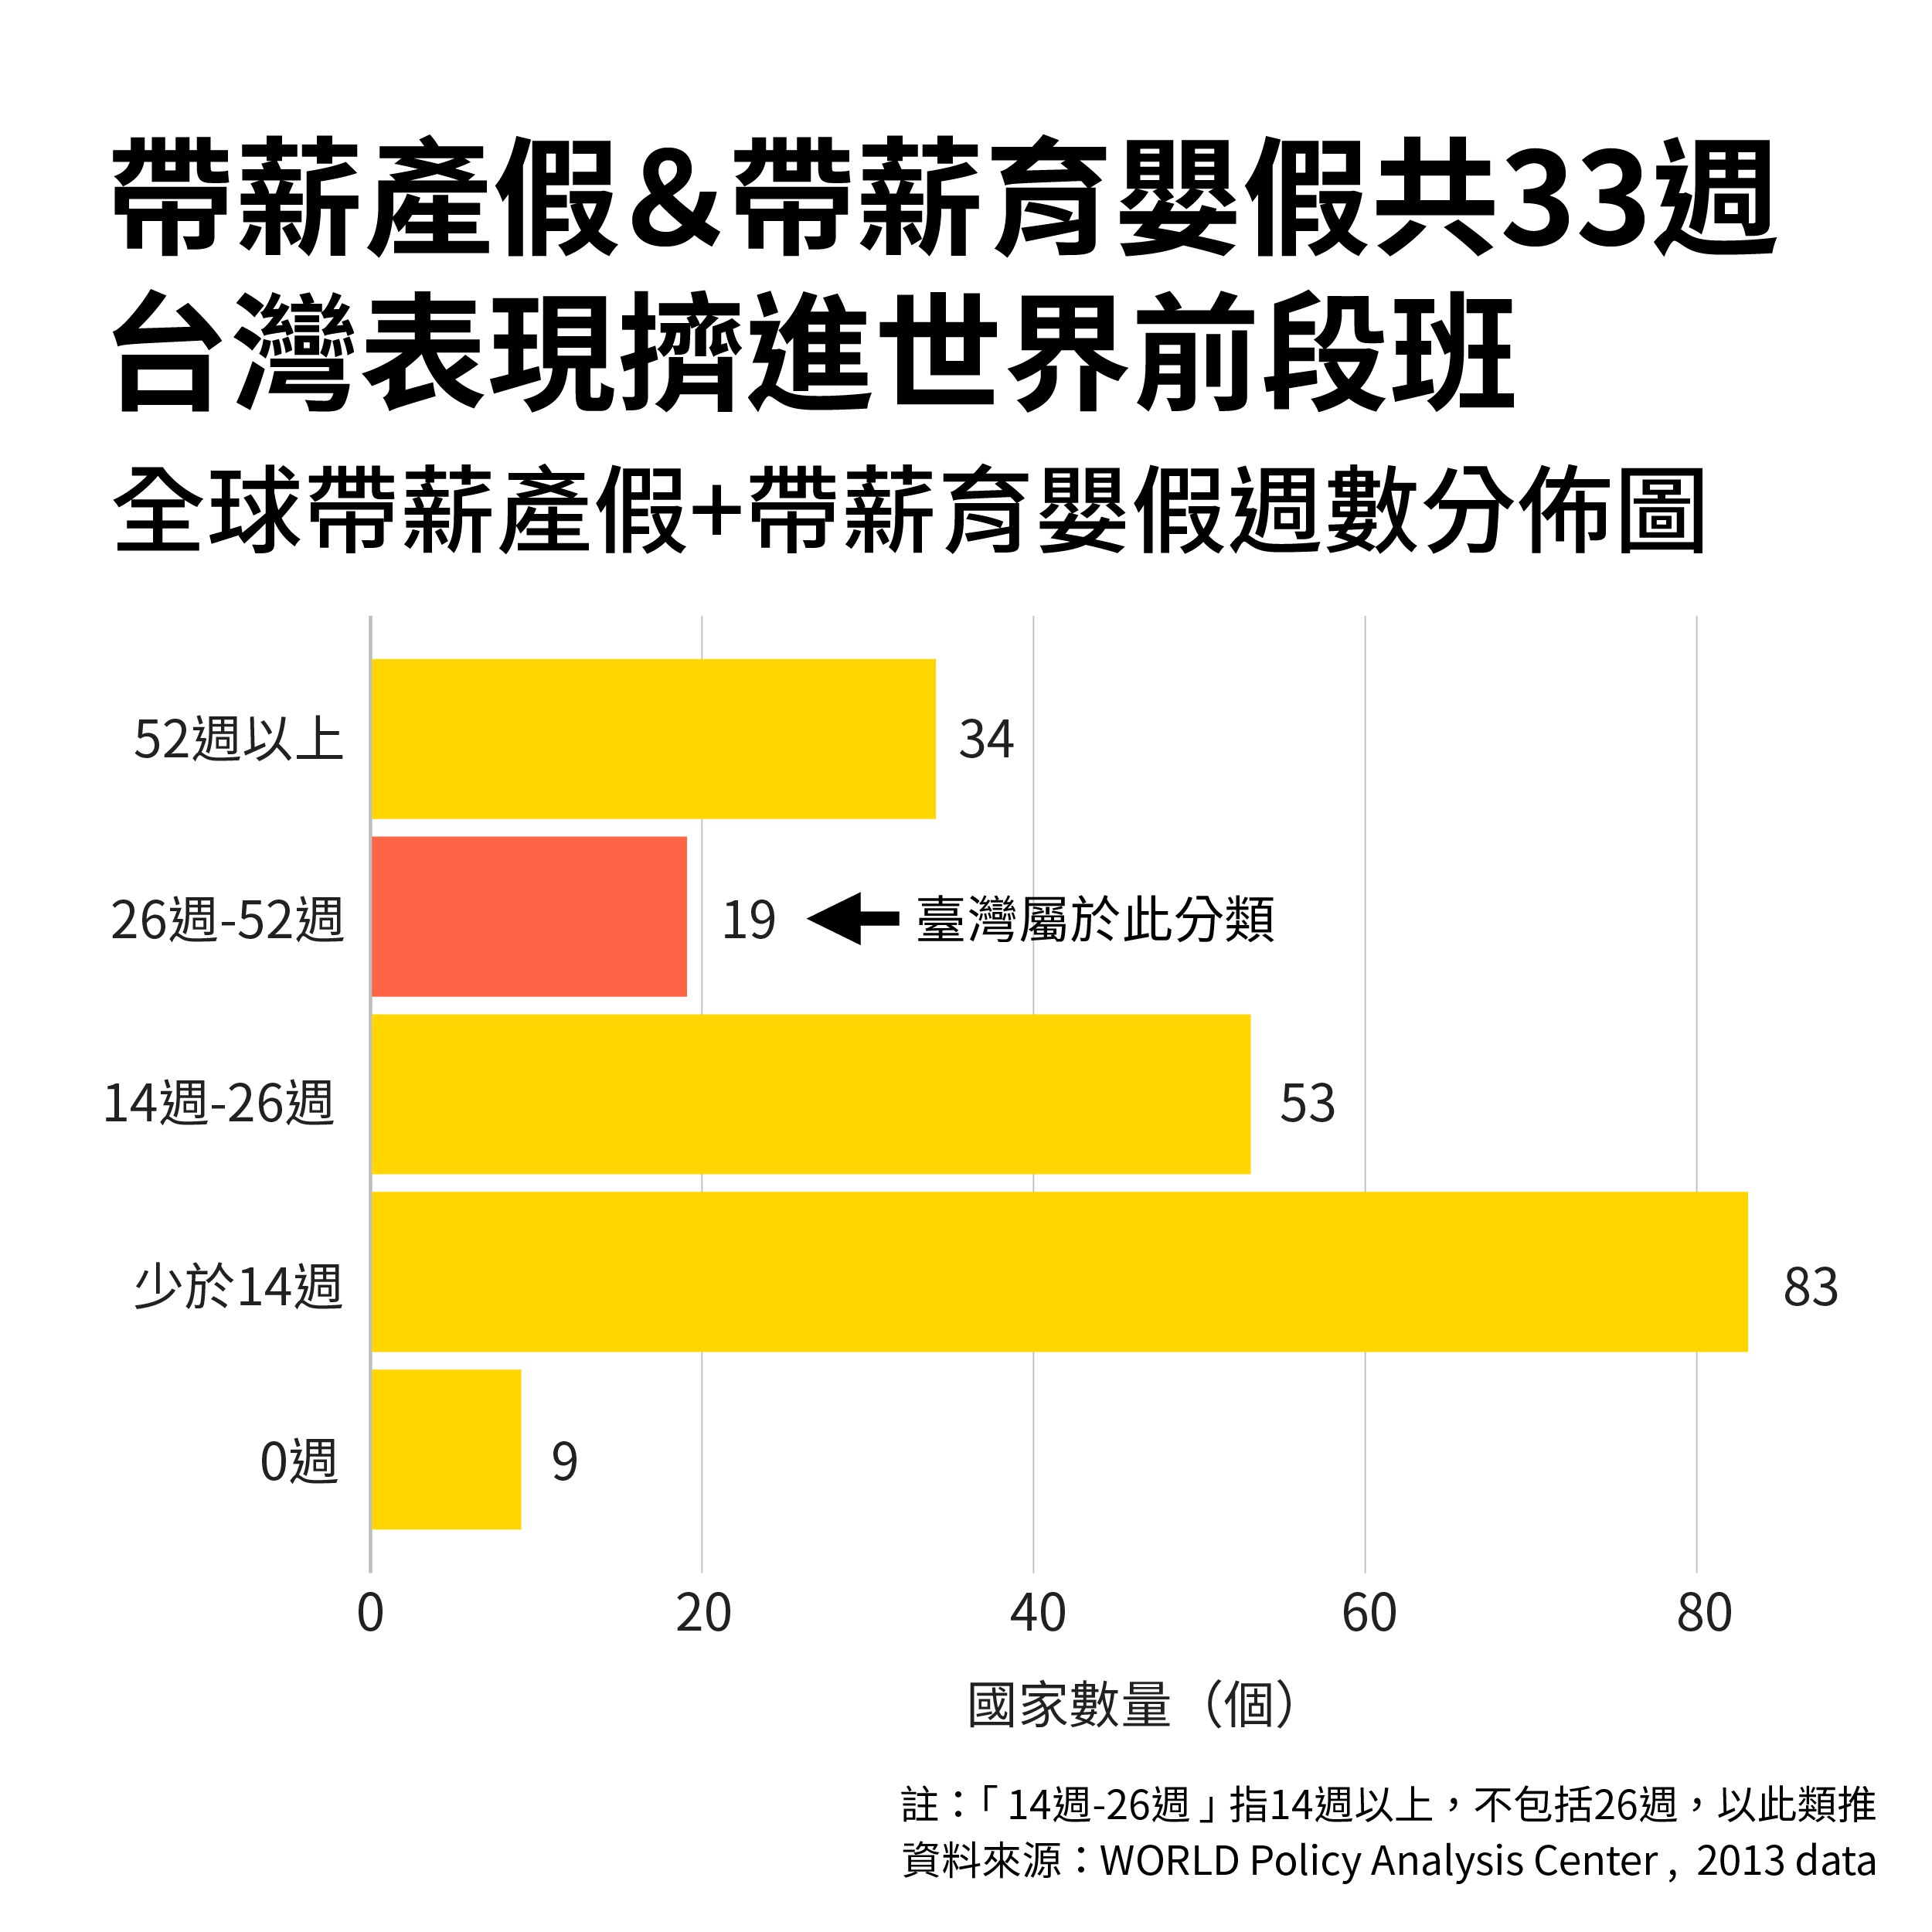 帶薪產假&帶薪育嬰假共33週
台灣表現擠進世界前段班
全球帶薪產假+帶薪育嬰假週數分佈圖
52週以上 34
26週-52週 19 臺灣屬於此分類
14週-26週 53
少於14週 83
0週 9
0 20 40 60 80
國家數量（個）
註：「14週-26週」指14週以上，不包括26週，以此類推
資料來源：WORLD Policy Analysis Center , 2013 data